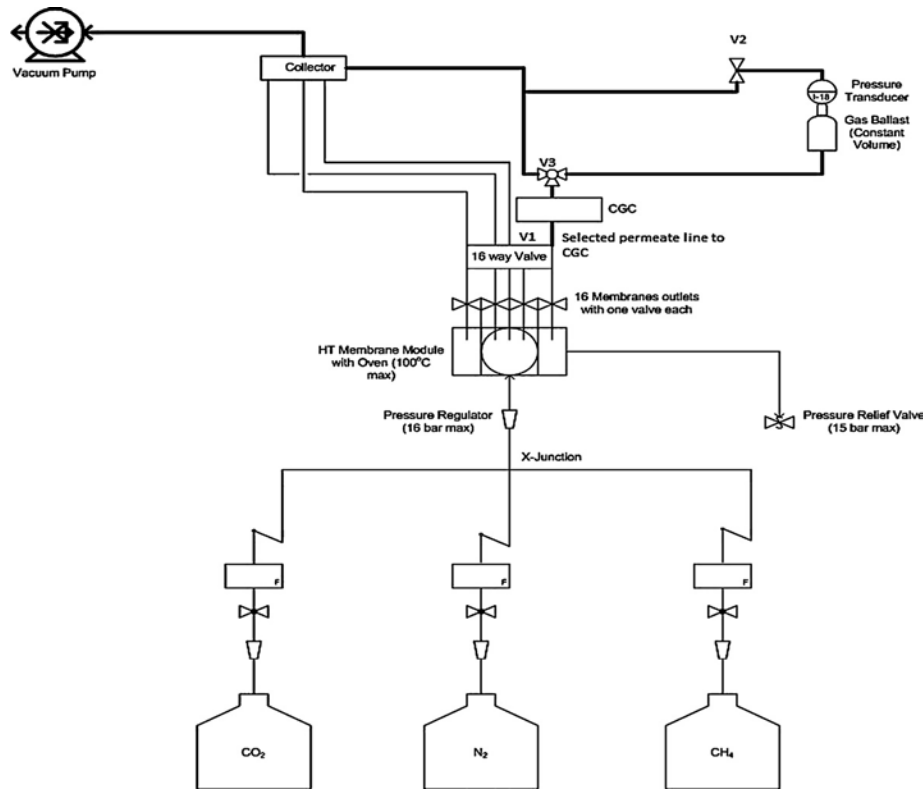 Vacuum Pump
Collector
V2
Pressure
Transducer
I-18
Gas Ballast
(Constant
Volume)
V3
CGC
V1
Selected permeate line to
CGC
16 way Valve
16 Membranes outlets
with one valve each
HT Membrane Module
with Oven (100°C
max)
Pressure Regulator
(16 bar max)
Pressure Relief Valve
(15 bar max)
X-Junction
F
F
F
CO₂
N₂
CH₄